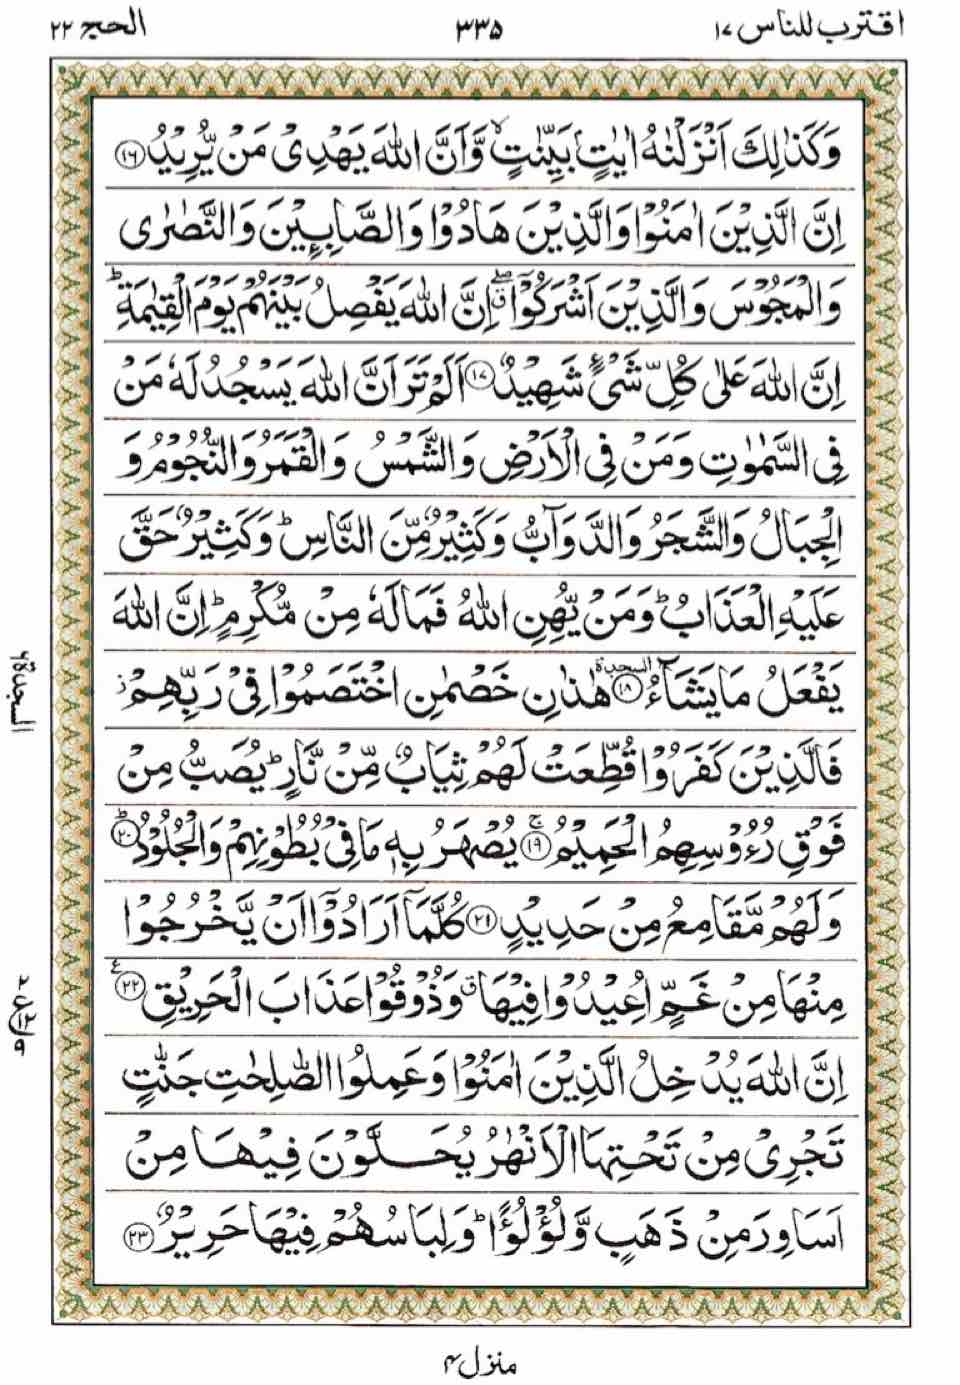 اقترب للناس ١٧
٣٣٥
الحج ٢٢
وَكَذٰلِكَ اَنْزَلْنٰهُ اٰيٰتٍۭ بَيِّنٰتٍ ۙ وَّاَنَّ اللّٰهَ يَهْدِىْ مَنْ يُّرِيْدُ ﴿١٦﴾
اِنَّ الَّذِيْنَ اٰمَنُوْا وَالَّذِيْنَ هَادُوْا وَالصَّابِـِٕيْنَ وَالنَّصٰرٰى
وَالْمَجُوْسَ وَالَّذِيْنَ اَشْرَكُوْۤا ۖق اِنَّ اللّٰهَ يَفْصِلُ بَيْنَهُمْ يَوْمَ الْقِيٰمَةِ ؕ
اِنَّ اللّٰهَ عَلٰى كُلِّ شَىْءٍ شَهِيْدٌ ﴿١٧﴾ اَلَمْ تَرَ اَنَّ اللّٰهَ يَسْجُدُ لَهٗ مَنْ
فِى السَّمٰوٰتِ وَمَنْ فِى الْاَرْضِ وَالشَّمْسُ وَالْقَمَرُ وَالنُّجُوْمُ وَ
الْجِبَالُ وَالشَّجَرُ وَالدَّوَآبُّ وَكَثِيْرٌ مِّنَ النَّاسِ ؕ وَكَثِيْرٌ حَقَّ
عَلَيْهِ الْعَذَابُ ؕ وَمَنْ يُّهِنِ اللّٰهُ فَمَا لَهٗ مِنْ مُّكْرِمٍ ؕ اِنَّ اللّٰهَ
يَفْعَلُ مَا يَشَآءُ ۩ السجدة ﴿١٨﴾ هٰذٰنِ خَصْمٰنِ اخْتَصَمُوْا فِىْ رَبِّهِمْ ز
السجدة ٦
فَالَّذِيْنَ كَفَرُوْا قُطِّعَتْ لَهُمْ ثِيَابٌ مِّنْ نَّارٍ ؕ يُصَبُّ مِنْ
فَوْقِ رُءُوْسِهِمُ الْحَمِيْمُ ۚ ﴿١٩﴾ يُصْهَرُ بِهٖ مَا فِىْ بُطُوْنِهِمْ وَالْجُلُوْدُ ؕ ﴿٢٠﴾
وَلَهُمْ مَّقَامِعُ مِنْ حَدِيْدٍ ﴿٢١﴾ كُلَّمَاۤ اَرَادُوْۤا اَنْ يَّخْرُجُوْا
مِنْهَا مِنْ غَمٍّ اُعِيْدُوْا فِيْهَا ق وَذُوْقُوْا عَذَابَ الْحَرِيْقِ ﴿٢٢﴾ ع
٢ ع ١٢ ٩
اِنَّ اللّٰهَ يُدْخِلُ الَّذِيْنَ اٰمَنُوْا وَعَمِلُوا الصّٰلِحٰتِ جَنّٰتٍ
تَجْرِىْ مِنْ تَحْتِهَا الْاَنْهٰرُ يُحَلَّوْنَ فِيْهَا مِنْ
اَسَاوِرَ مِنْ ذَهَبٍ وَّلُؤْلُؤًا ؕ وَلِبَاسُهُمْ فِيْهَا حَرِيْرٌ ﴿٢٣﴾
منزل ٤